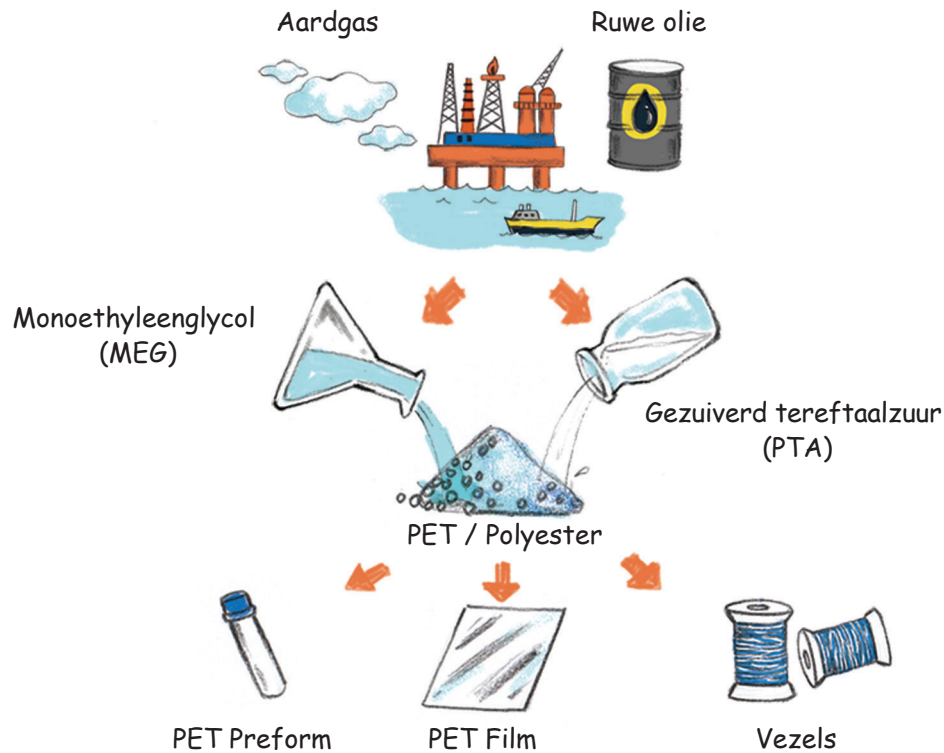 Aardgas
Ruwe olie
Monoethyleenglycol
(MEG)
Gezuiverd tereftaalzuur
(PTA)
PET / Polyester
PET Preform
PET Film
Vezels